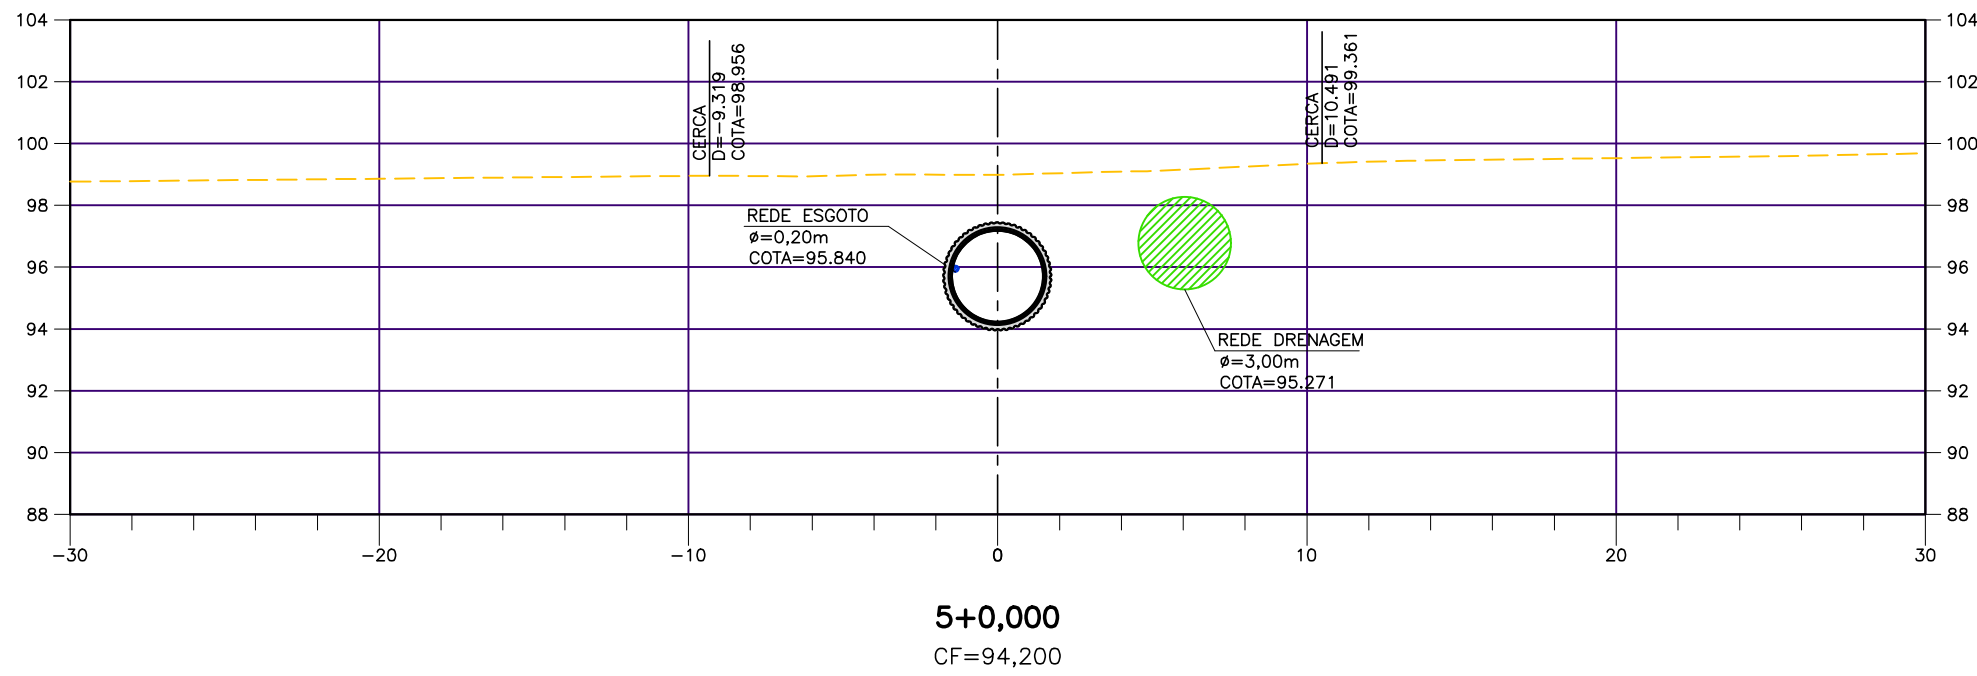 104
104
102
102
100
100
98
98
96
96
94
94
92
92
90
90
88
88
CERCA
D=-9.319
COTA=98.956
CERCA
D=10.491
COTA=99.361
REDE ESGOTO
ø=0,20m
COTA=95.840
REDE DRENAGEM
ø=3,00m
COTA=95.271
-30
-20
-10
0
10
20
30
5+0,000
CF=94,200